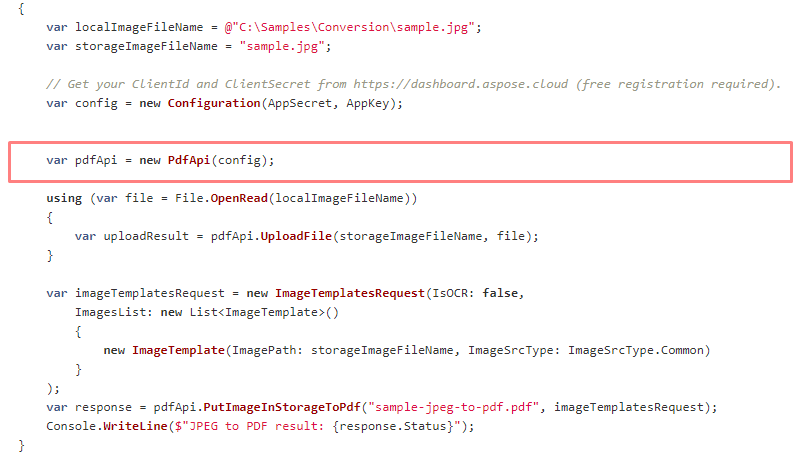 {
var localImageFileName = @"C:\Samples\Conversion\sample.jpg";
var storageImageFileName = "sample.jpg";
// Get your ClientId and ClientSecret from https://dashboard.aspose.cloud (free registration required).
var config = new Configuration(AppSecret, AppKey);
var pdfApi = new PdfApi(config);
using (var file = File.OpenRead(localImageFileName))
{
var uploadResult = pdfApi.UploadFile(storageImageFileName, file);
}
var imageTemplatesRequest = new ImageTemplatesRequest(IsOCR: false,
ImagesList: new List<ImageTemplate>()
{
new ImageTemplate(ImagePath: storageImageFileName, ImageSrcType: ImageSrcType.Common)
}
);
var response = pdfApi.PutImageInStorageToPdf("sample-jpeg-to-pdf.pdf", imageTemplatesRequest);
Console.WriteLine($"JPEG to PDF result: {response.Status}");
}